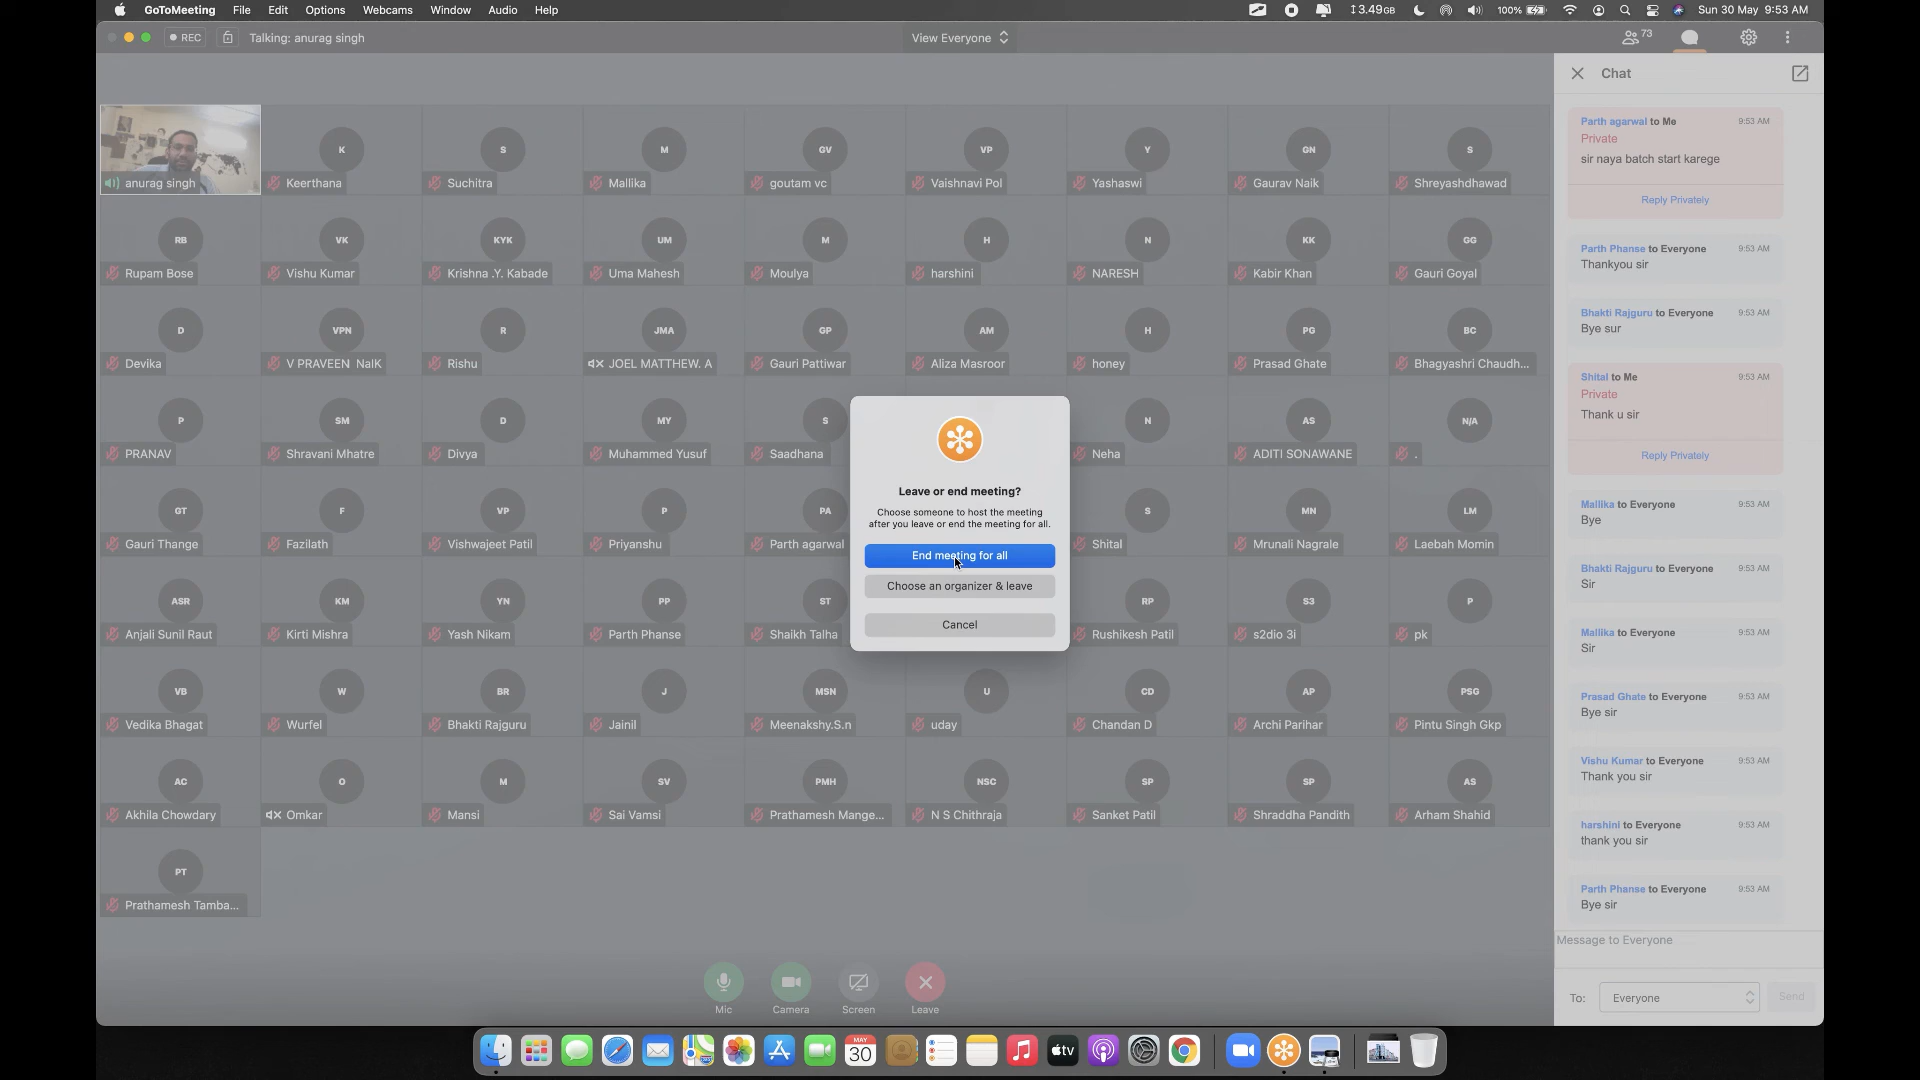 GoToMeeting File Edit Options Webcams Window Audio Help 3.49GB 100% Sun 30 May 9:53 AM
REC Talking: anurag singh View Everyone 73
Chat
anurag singh
K Keerthana
S Suchitra
M Mallika
GV goutam vc
VP Vaishnavi Pol
Y Yashaswi
GN Gaurav Naik
S Shreyashdhawad
RB Rupam Bose
VK Vishu Kumar
KYK Krishna .Y. Kabade
UM Uma Mahesh
M Moulya
H harshini
N NARESH
KK Kabir Khan
GG Gauri Goyal
D Devika
VPN V PRAVEEN NaIK
R Rishu
JMA JOEL MATTHEW. A
GP Gauri Pattiwar
AM Aliza Masroor
H honey
PG Prasad Ghate
BC Bhagyashri Chaudh...
P PRANAV
SM Shravani Mhatre
D Divya
MY Muhammed Yusuf
S Saadhana
N Neha
AS ADITI SONAWANE
N/A .
GT Gauri Thange
F Fazilath
VP Vishwajeet Patil
P Priyanshu
PA Parth agarwal
S Shital
MN Mrunali Nagrale
LM Laebah Momin
ASR Anjali Sunil Raut
KM Kirti Mishra
YN Yash Nikam
PP Parth Phanse
ST Shaikh Talha
RP Rushikesh Patil
S3 s2dio 3i
P pk
VB Vedika Bhagat
W Wurfel
BR Bhakti Rajguru
J Jainil
MSN Meenakshy.S.n
U uday
CD Chandan D
AP Archi Parihar
PSG Pintu Singh Gkp
AC Akhila Chowdary
O Omkar
M Mansi
SV Sai Vamsi
PMH Prathamesh Mange...
NSC N S Chithraja
SP Sanket Patil
SP Shraddha Pandith
AS Arham Shahid
PT Prathamesh Tamba...
Leave or end meeting?
Choose someone to host the meeting
after you leave or end the meeting for all.
End meeting for all
Choose an organizer & leave
Cancel
Mic Camera Screen Leave
Parth agarwal to Me 9:53 AM
Private
sir naya batch start karege
Reply Privately
Parth Phanse to Everyone 9:53 AM
Thankyou sir
Bhakti Rajguru to Everyone 9:53 AM
Bye sur
Shital to Me 9:53 AM
Private
Thank u sir
Reply Privately
Mallika to Everyone 9:53 AM
Bye
Bhakti Rajguru to Everyone 9:53 AM
Sir
Mallika to Everyone 9:53 AM
Sir
Prasad Ghate to Everyone 9:53 AM
Bye sir
Vishu Kumar to Everyone 9:53 AM
Thank you sir
harshini to Everyone 9:53 AM
thank you sir
Parth Phanse to Everyone 9:53 AM
Bye sir
Message to Everyone
To: Everyone Send
MAY
30
tv